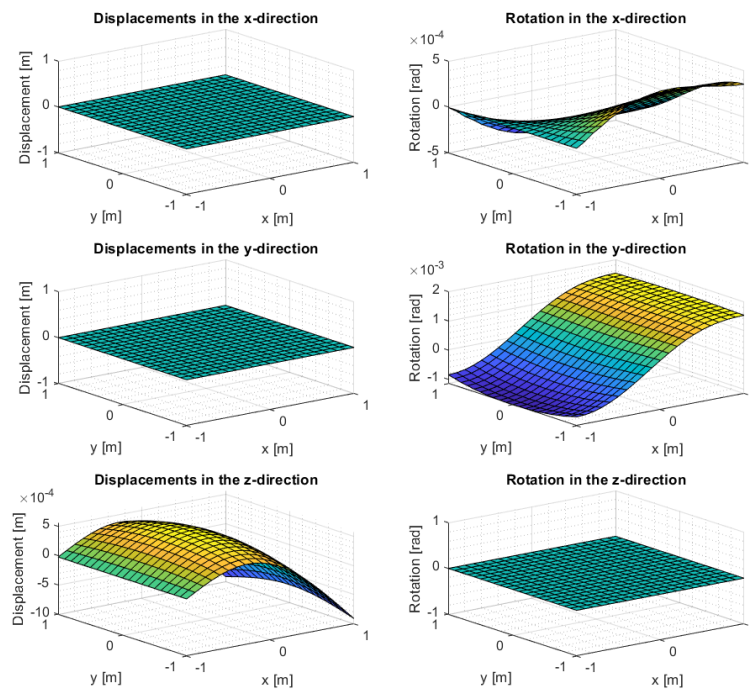 Displacements in the x-direction
Displacement [m]
1
0
-1
1
0
-1
y [m]
-1
0
1
x [m]
Rotation in the x-direction
×10⁻⁴
Rotation [rad]
5
0
-5
1
0
-1
y [m]
-1
0
1
x [m]
Displacements in the y-direction
Displacement [m]
1
0
-1
1
0
-1
y [m]
-1
0
1
x [m]
Rotation in the y-direction
×10⁻³
Rotation [rad]
2
1
0
-1
1
0
-1
y [m]
-1
0
1
x [m]
Displacements in the z-direction
×10⁻⁴
Displacement [m]
5
0
-5
-10
1
0
-1
y [m]
-1
0
1
x [m]
Rotation in the z-direction
Rotation [rad]
1
0
-1
1
0
-1
y [m]
-1
0
1
x [m]